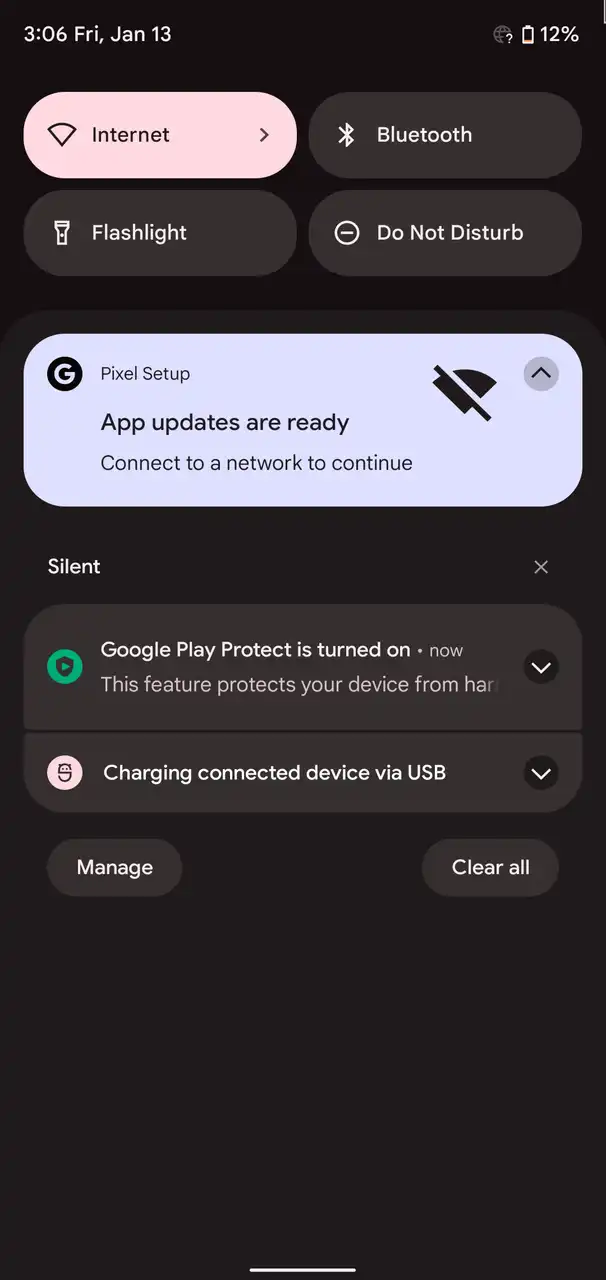 3:06 Fri, Jan 13
12%
Internet
Bluetooth
Flashlight
Do Not Disturb
Pixel Setup
App updates are ready
Connect to a network to continue
Silent
Google Play Protect is turned on • now
This feature protects your device from har
Charging connected device via USB
Manage
Clear all